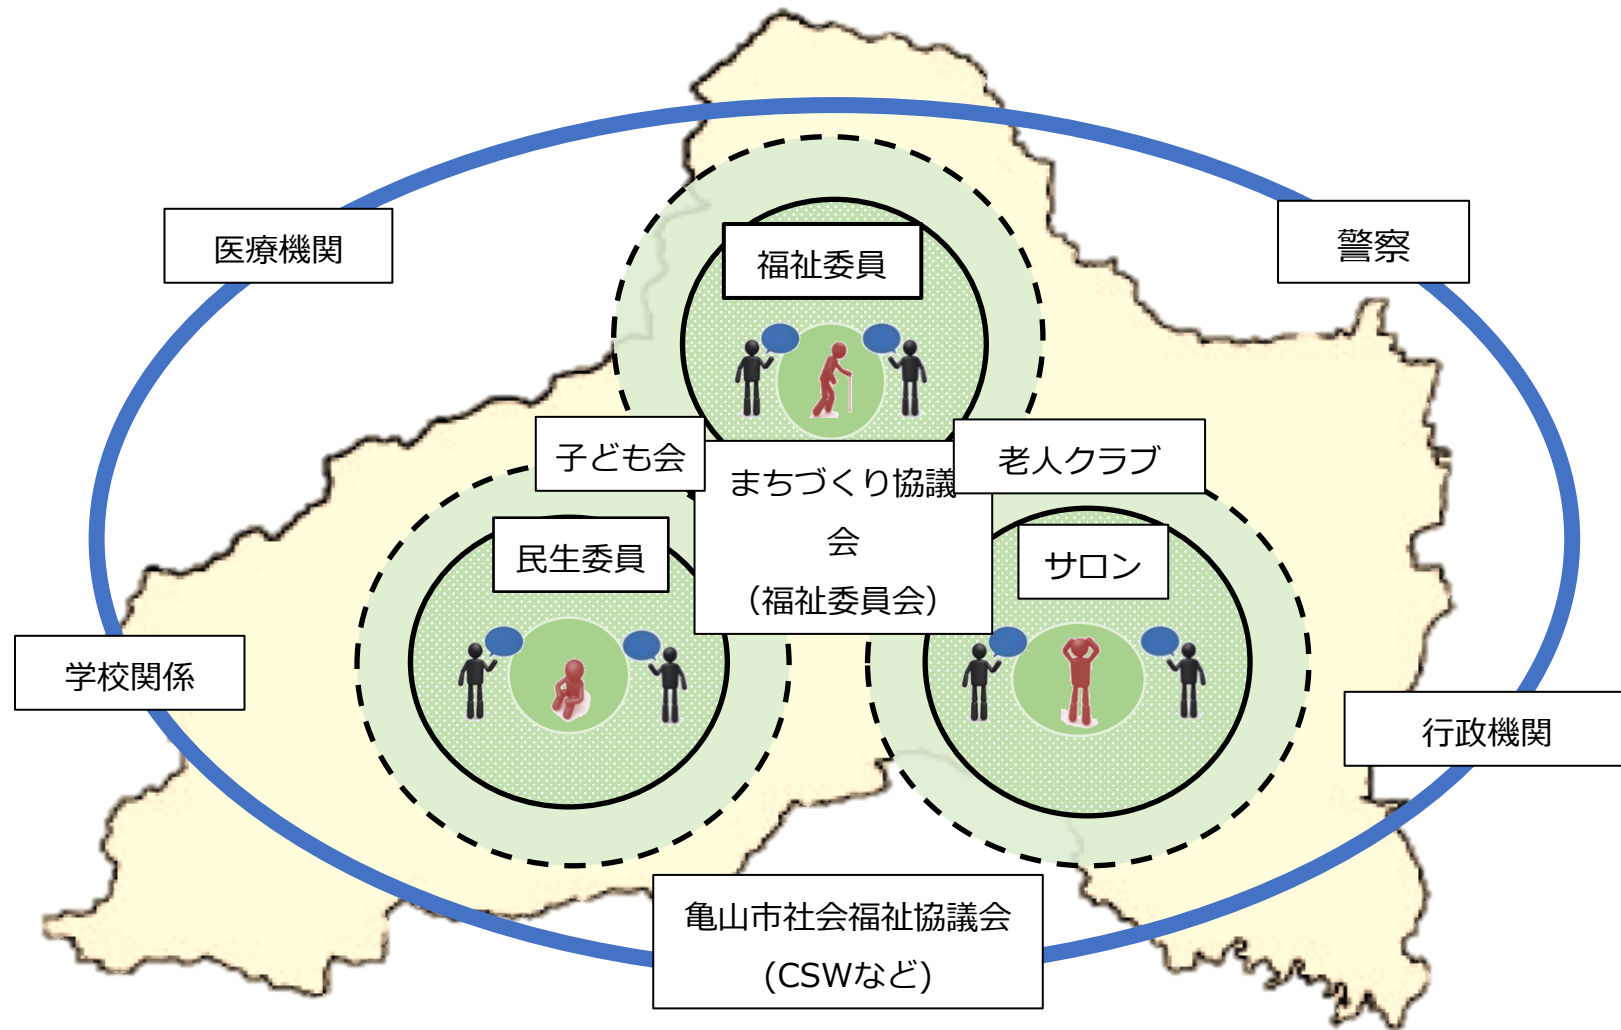 医療機関
警察
福祉委員
子ども会
老人クラブ
まちづくり協議
会
（福祉委員会）
民生委員
サロン
学校関係
行政機関
亀山市社会福祉協議会
(CSWなど)